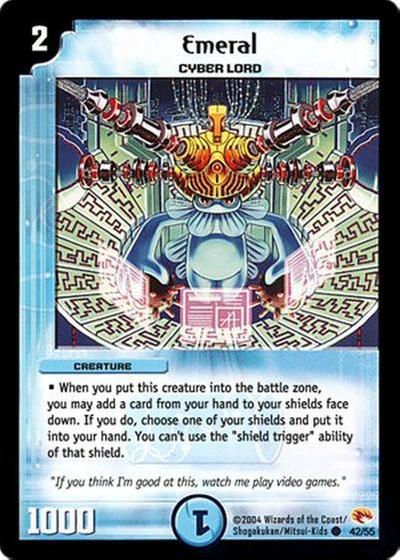 2
Emeral
CYBER LORD
CREATURE
▪ When you put this creature into the battle zone,
you may add a card from your hand to your shields face
down. If you do, choose one of your shields and put it
into your hand. You can't use the "shield trigger" ability
of that shield.
"If you think I'm good at this, watch me play video games."
1000
©2004 Wizards of the Coast/
Shogakukan/Mitsui-Kids ● 42/55